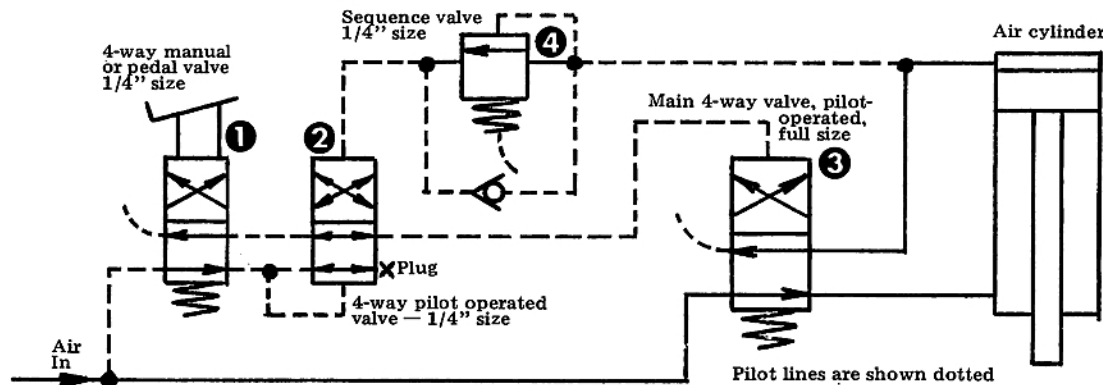 Sequence valve
1/4” size
4
Air cylinder
4-way manual
or pedal valve
1/4” size
1
2
Main 4-way valve, pilot-
operated,
full size
3
Plug
4-way pilot operated
valve — 1/4” size
Air
In
Pilot lines are shown dotted